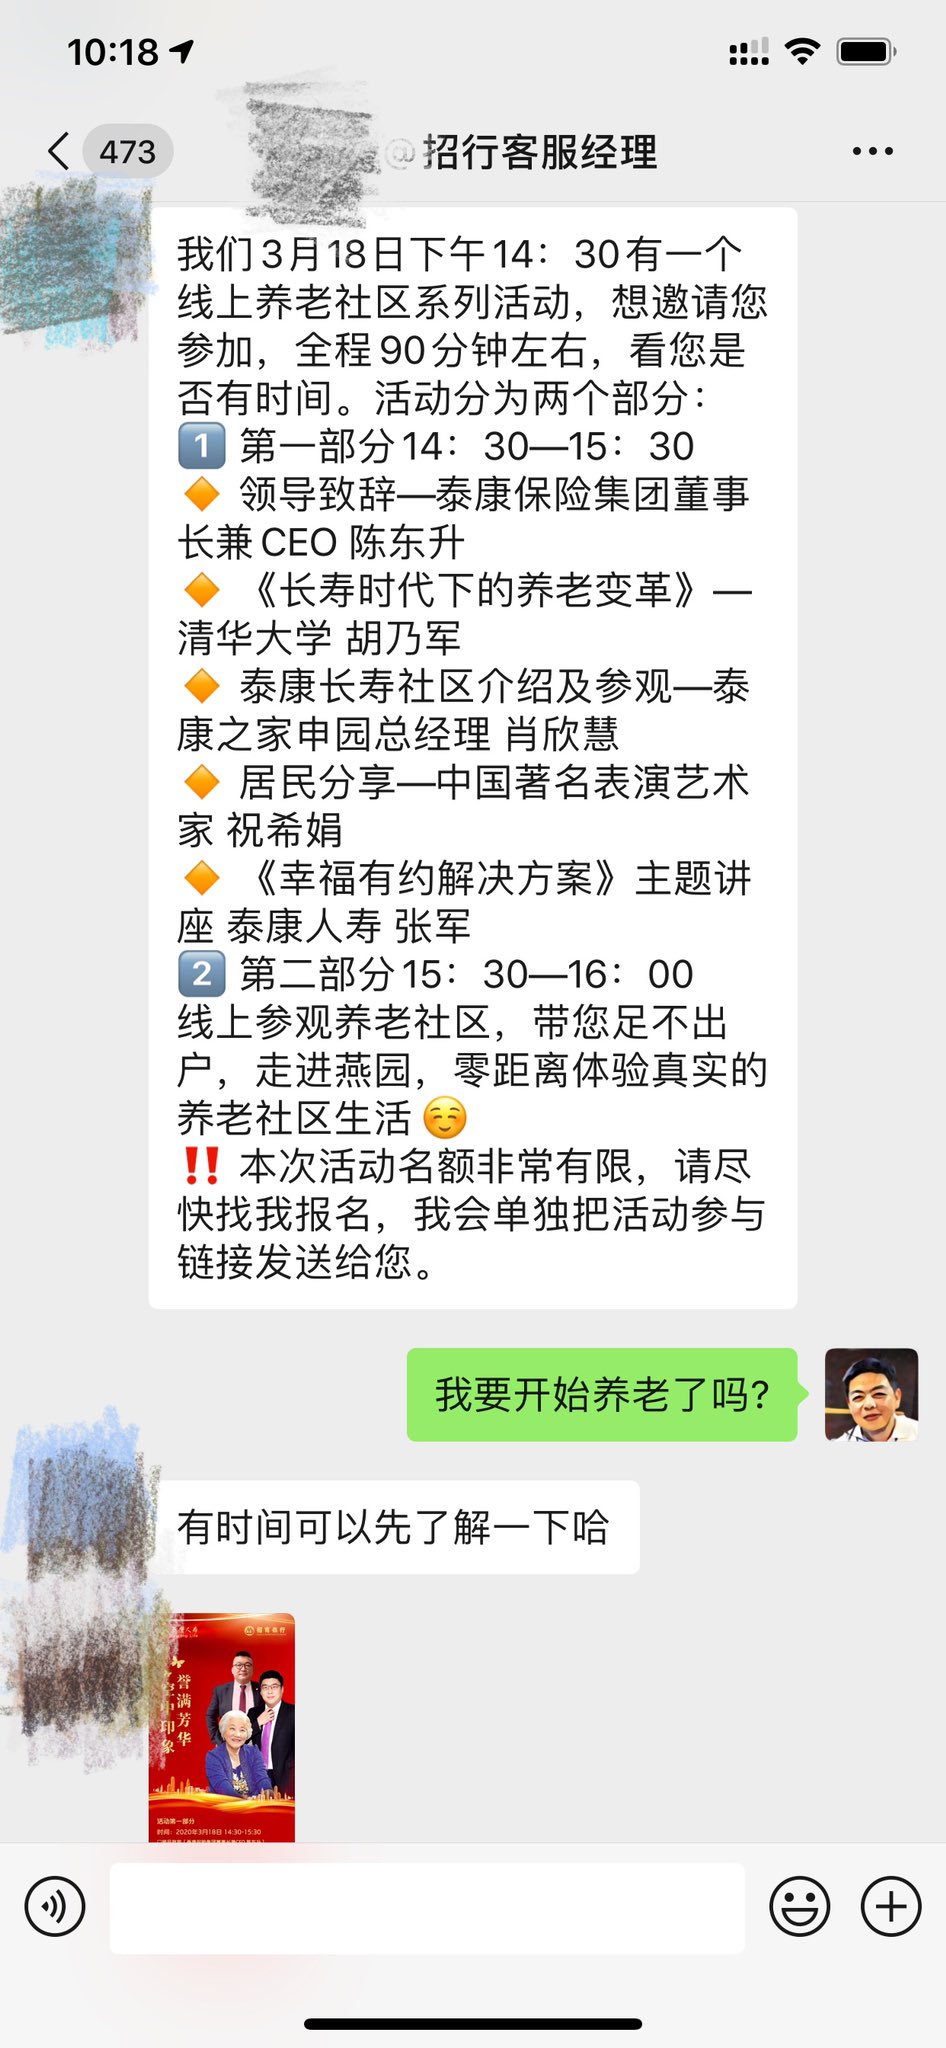 10:18
473
@招行客服经理
我们3月18日下午14：30有一个
线上养老社区系列活动，想邀请您
参加，全程90分钟左右，看您是
否有时间。活动分为两个部分：
1️⃣ 第一部分14：30—15：30
🔸 领导致辞—泰康保险集团董事
长兼CEO 陈东升
🔸 《长寿时代下的养老变革》—
清华大学 胡乃军
🔸 泰康长寿社区介绍及参观—泰
康之家申园总经理 肖欣慧
🔸 居民分享—中国著名表演艺术
家 祝希娟
🔸 《幸福有约解决方案》主题讲
座 泰康人寿 张军
2️⃣ 第二部分15：30—16：00
线上参观养老社区，带您足不出
户，走进燕园，零距离体验真实的
养老社区生活 ☺️
‼️ 本次活动名额非常有限，请尽
快找我报名，我会单独把活动参与
链接发送给您。
我要开始养老了吗?
有时间可以先了解一下哈
招商银行
誉满芳华
印象
活动第一部分
时间：2020年3月18日 14:30-15:30